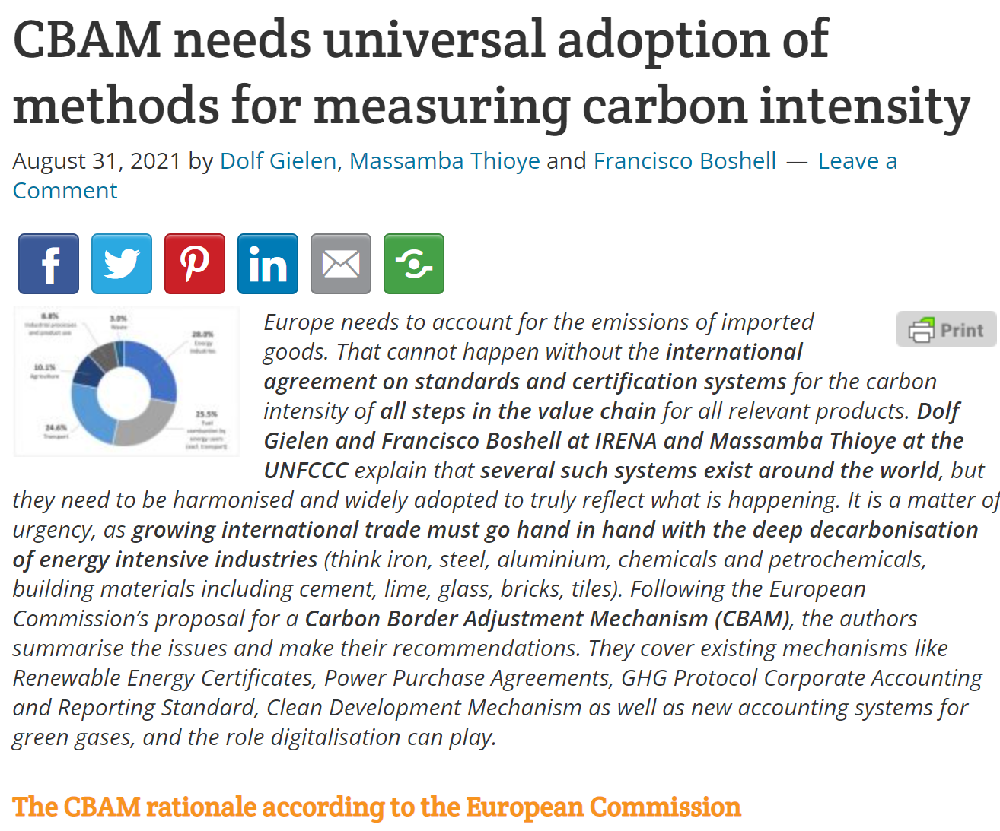 CBAM needs universal adoption of
methods for measuring carbon intensity
August 31, 2021 by Dolf Gielen, Massamba Thioye and Francisco Boshell — Leave a
Comment
f
in
8.8%
Industrial processes
and product use
3.0%
Waste
28.0%
Energy
Industries
10.1%
Agriculture
24.6%
Transport
25.5%
Fuel
combustion by
energy users
(excl. transport)
Print
Europe needs to account for the emissions of imported
goods. That cannot happen without the international
agreement on standards and certification systems for the carbon
intensity of all steps in the value chain for all relevant products. Dolf
Gielen and Francisco Boshell at IRENA and Massamba Thioye at the
UNFCCC explain that several such systems exist around the world, but
they need to be harmonised and widely adopted to truly reflect what is happening. It is a matter of
urgency, as growing international trade must go hand in hand with the deep decarbonisation
of energy intensive industries (think iron, steel, aluminium, chemicals and petrochemicals,
building materials including cement, lime, glass, bricks, tiles). Following the European
Commission’s proposal for a Carbon Border Adjustment Mechanism (CBAM), the authors
summarise the issues and make their recommendations. They cover existing mechanisms like
Renewable Energy Certificates, Power Purchase Agreements, GHG Protocol Corporate Accounting
and Reporting Standard, Clean Development Mechanism as well as new accounting systems for
green gases, and the role digitalisation can play.
The CBAM rationale according to the European Commission